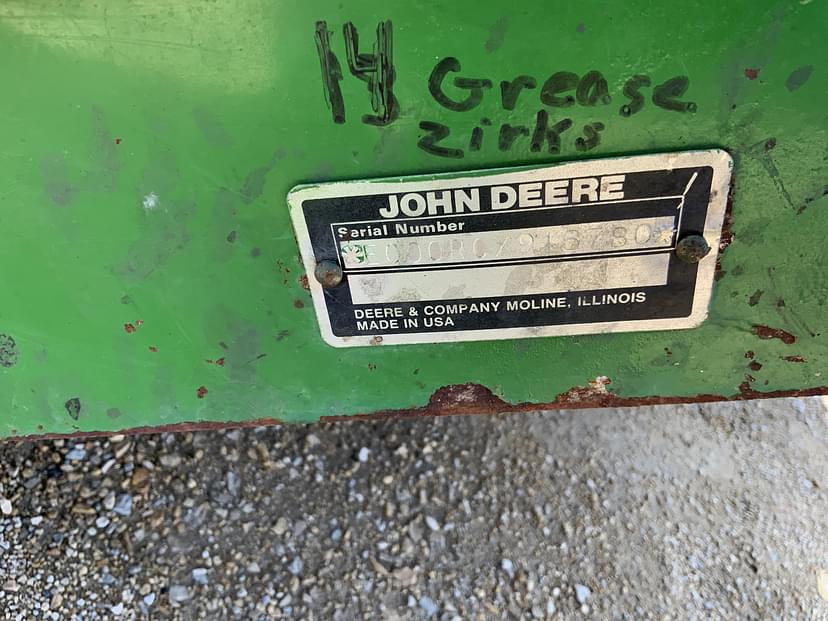 14 Grease
zirks
JOHN DEERE
Serial Number
DEERE & COMPANY MOLINE, ILLINOIS
MADE IN USA